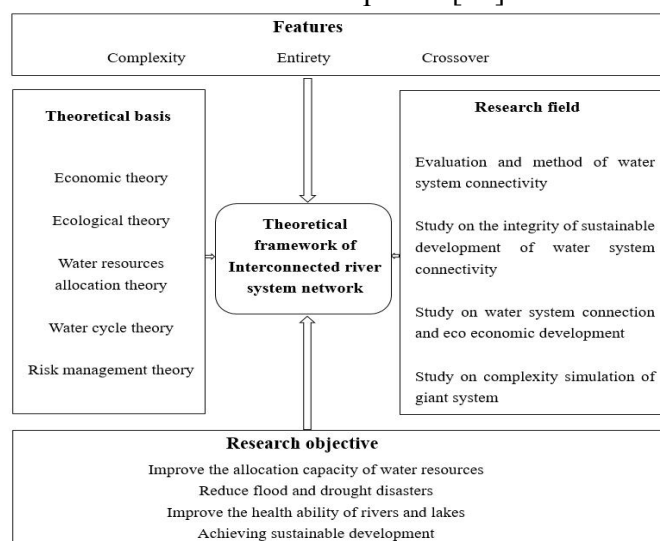 Features
Complexity Entirety Crossover
Theoretical basis
Economic theory
Ecological theory
Water resources
allocation theory
Water cycle theory
Risk management theory
Theoretical
framework of
Interconnected river
system network
Research field
Evaluation and method of water
system connectivity
Study on the integrity of sustainable
development of water system
connectivity
Study on water system connection
and eco economic development
Study on complexity simulation of
giant system
Research objective
Improve the allocation capacity of water resources
Reduce flood and drought disasters
Improve the health ability of rivers and lakes
Achieving sustainable development